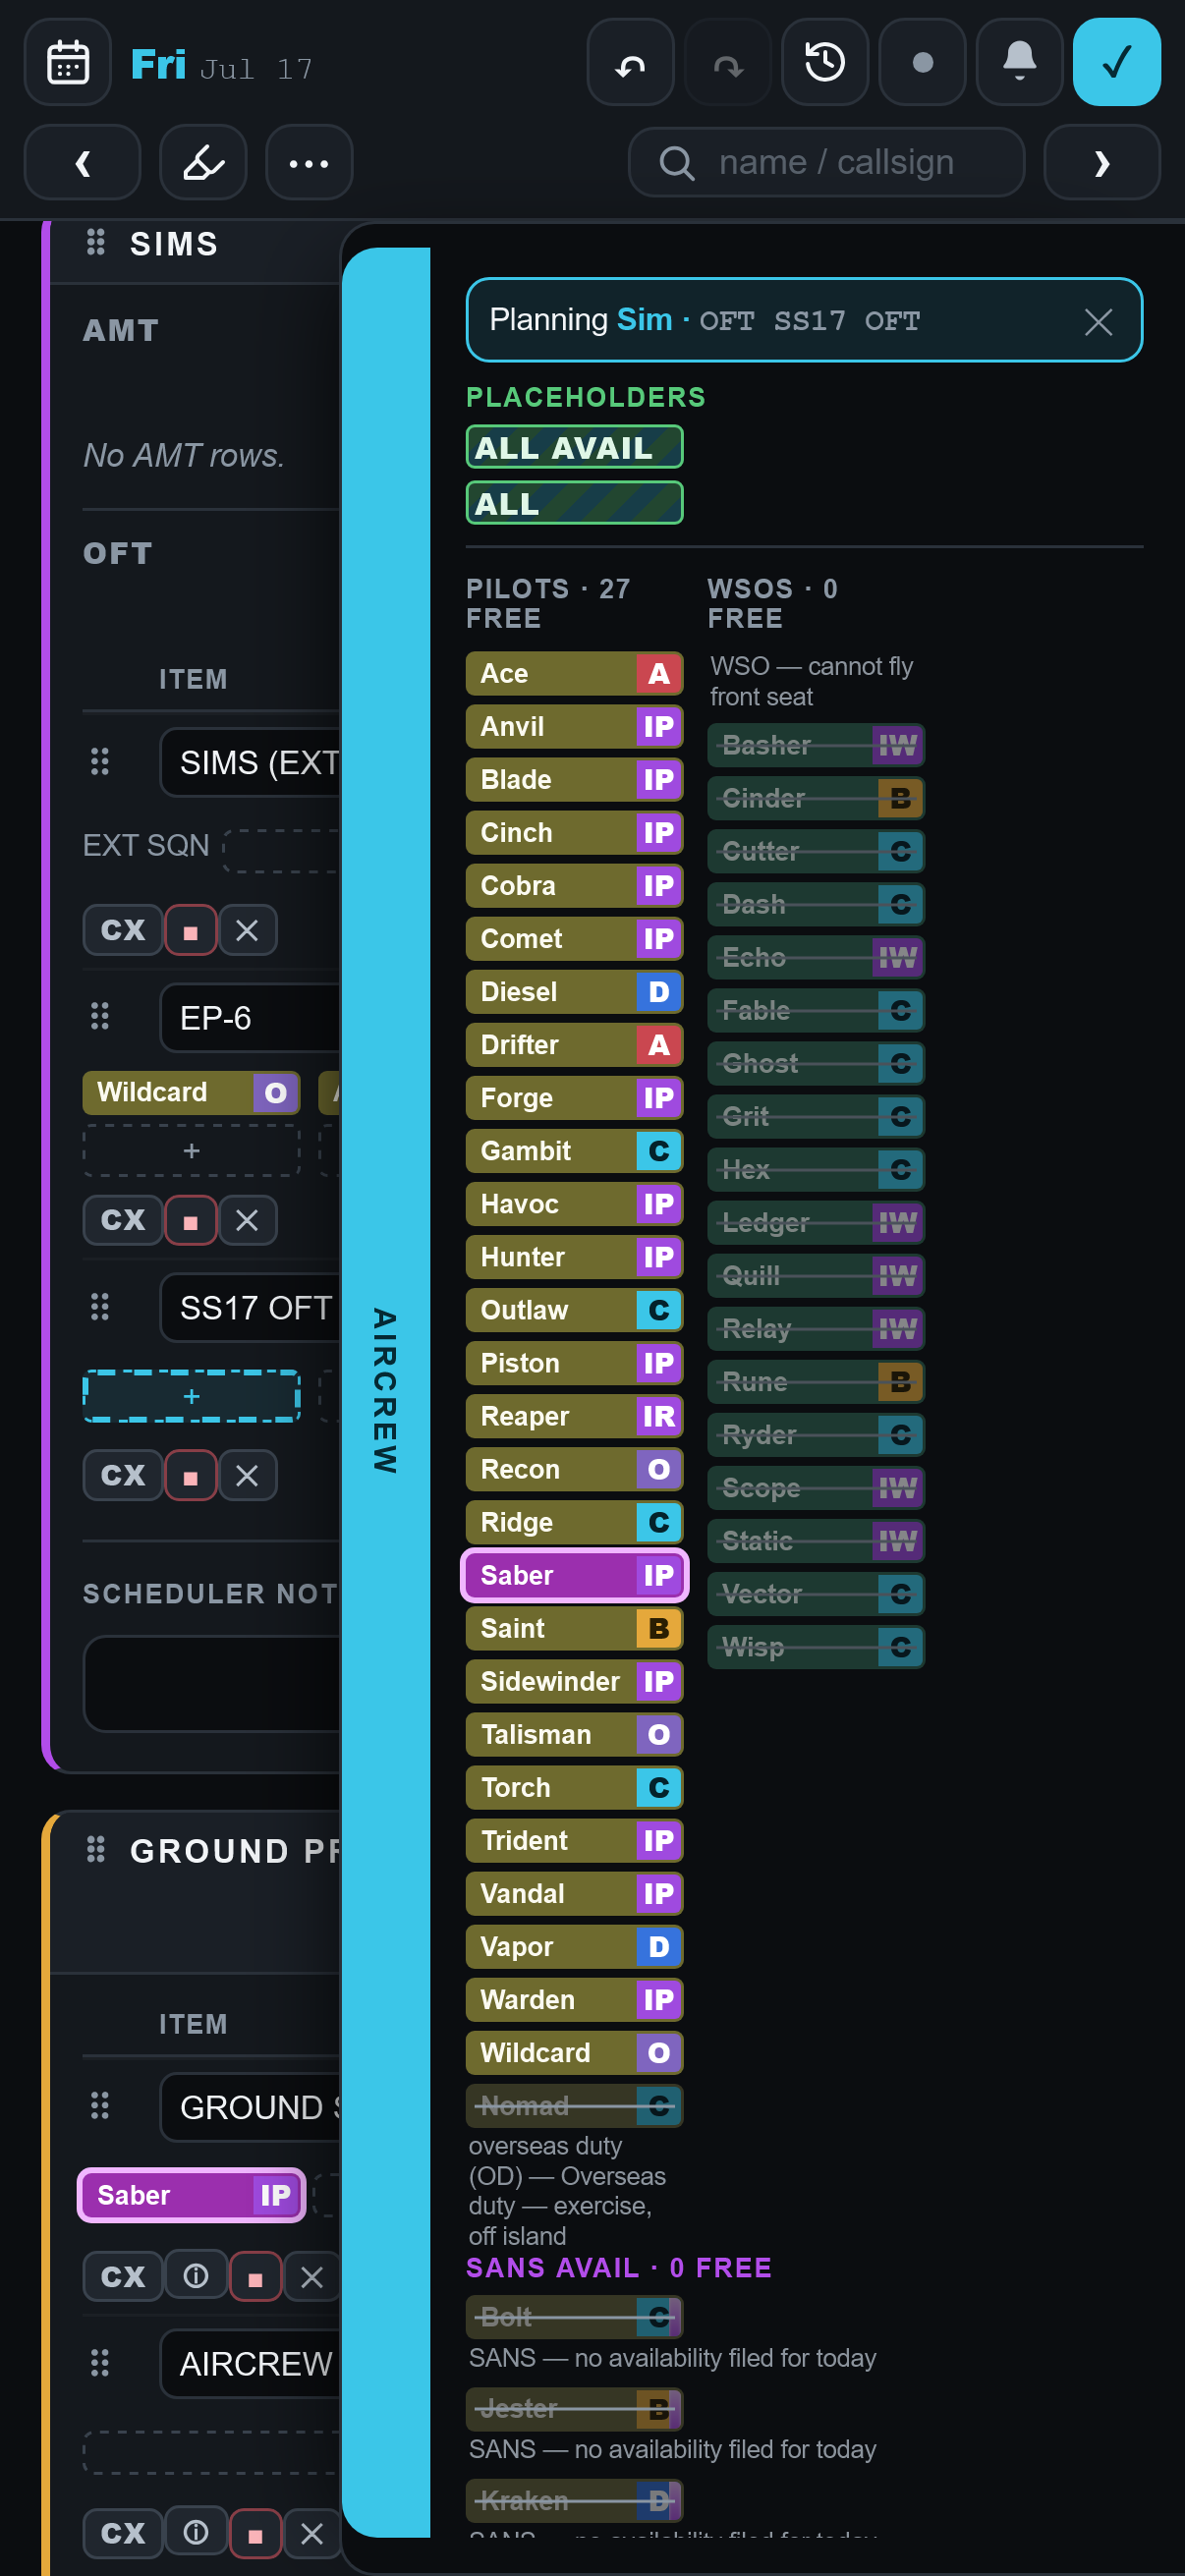 Fri Jul 17
name / callsign
SIMS
AMT
No AMT rows.
OFT
ITEM
SIMS (EXT
EXT SQN
CX
EP-6
Wildcard O
+
CX
SS17 OFT
+
CX
SCHEDULER NOT
GROUND PR
ITEM
GROUND S
Saber IP
CX
AIRCREW
CX
AIRCREW
Planning Sim · OFT SS17 OFT
PLACEHOLDERS
ALL AVAIL
ALL
PILOTS · 27
FREE
Ace A
Anvil IP
Blade IP
Cinch IP
Cobra IP
Comet IP
Diesel D
Drifter A
Forge IP
Gambit C
Havoc IP
Hunter IP
Outlaw C
Piston IP
Reaper IR
Recon O
Ridge C
Saber IP
Saint B
Sidewinder IP
Talisman O
Torch C
Trident IP
Vandal IP
Vapor D
Warden IP
Wildcard O
Nomad C
overseas duty
(OD) — Overseas
duty — exercise,
off island
WSOS · 0
FREE
WSO — cannot fly
front seat
Basher IW
Cinder B
Cutter C
Dash C
Echo IW
Fable C
Ghost C
Grit C
Hex C
Ledger IW
Quill IW
Relay IW
Rune B
Ryder C
Scope IW
Static IW
Vector C
Wisp C
SANS AVAIL · 0 FREE
Bolt C
SANS — no availability filed for today
Jester B
SANS — no availability filed for today
Kraken D
SANS — no availability filed for today